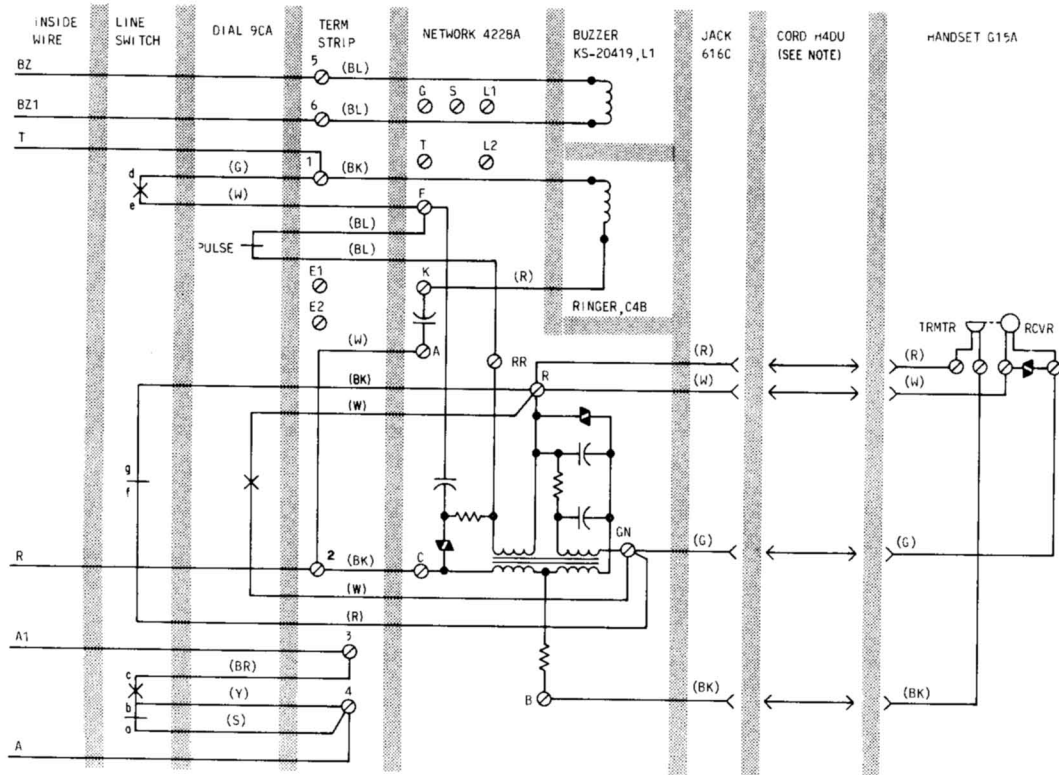 INSIDE WIRE
LINE SWITCH
DIAL 9CA
TERM STRIP
NETWORK 4228A
BUZZER KS-20419,L1
JACK 616C
CORD H4DU (SEE NOTE)
HANDSET G15A
BZ
5
(BL)
G S L1
BZ1
6
(BL)
T
T L2
1
(BK)
d
(G)
e
(W)
F
(BL)
PULSE
(BL)
E1
K
(R)
E2
RINGER,C4B
TRMTR
RCVR
(W)
A
RR
(R)
(R)
R
(BK)
(W)
(W)
(W)
g
f
GN
(G)
(G)
2
R
(BK)
C
(W)
(R)
A1
3
c
(BR)
b
(Y)
4
a
(S)
B
(BK)
(BK)
A